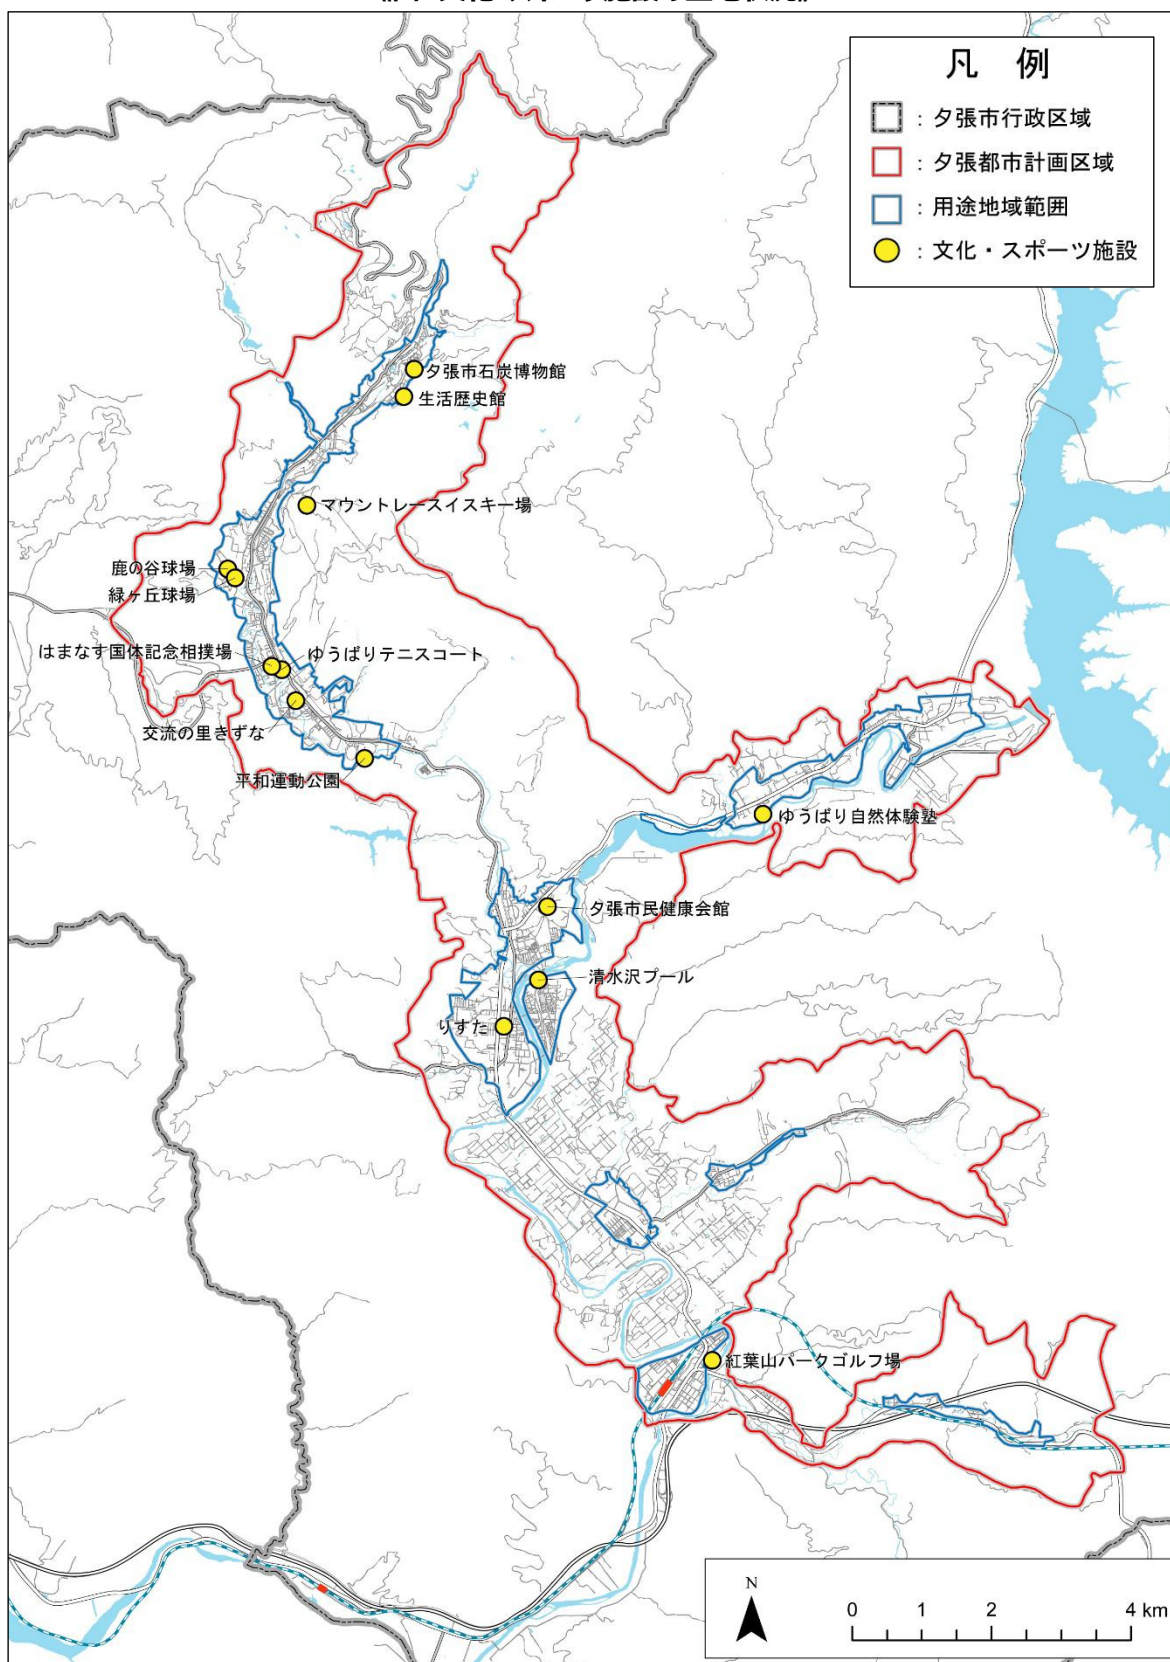 凡　例
：夕張市行政区域
：夕張都市計画区域
：用途地域範囲
：文化・スポーツ施設
夕張市石炭博物館
生活歴史館
マウントレースイスキー場
鹿の谷球場
緑ヶ丘球場
はまなす国体記念相撲場
ゆうばりテニスコート
交流の里きずな
平和運動公園
ゆうばり自然体験塾
夕張市民健康会館
清水沢プール
りすた
紅葉山パークゴルフ場
N
0 1 2 4 km